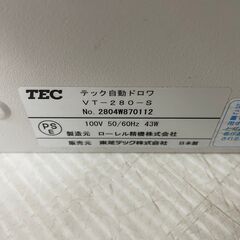 TEC テック自動ドロワ
VT-280-S
No. 2804W870112
100V 50/60Hz 43W
PS
E
製造元 ローレル精機株式会社
販売元 東芝テック株式会社 日本製